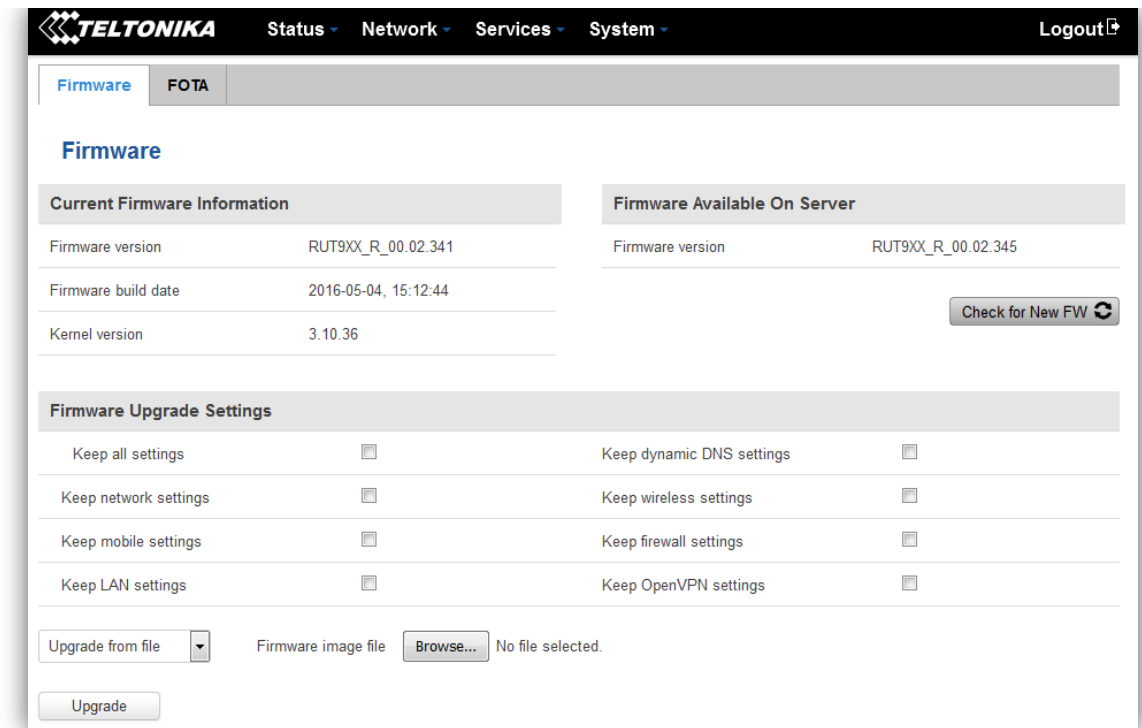 TELTONIKA Status Network Services System Logout
Firmware FOTA
Firmware
Current Firmware Information
Firmware version RUT9XX_R_00.02.341
Firmware build date 2016-05-04, 15:12:44
Kernel version 3.10.36
Firmware Available On Server
Firmware version RUT9XX_R_00.02.345
Check for New FW
Firmware Upgrade Settings
Keep all settings Keep dynamic DNS settings
Keep network settings Keep wireless settings
Keep mobile settings Keep firewall settings
Keep LAN settings Keep OpenVPN settings
Upgrade from file Firmware image file Browse... No file selected.
Upgrade